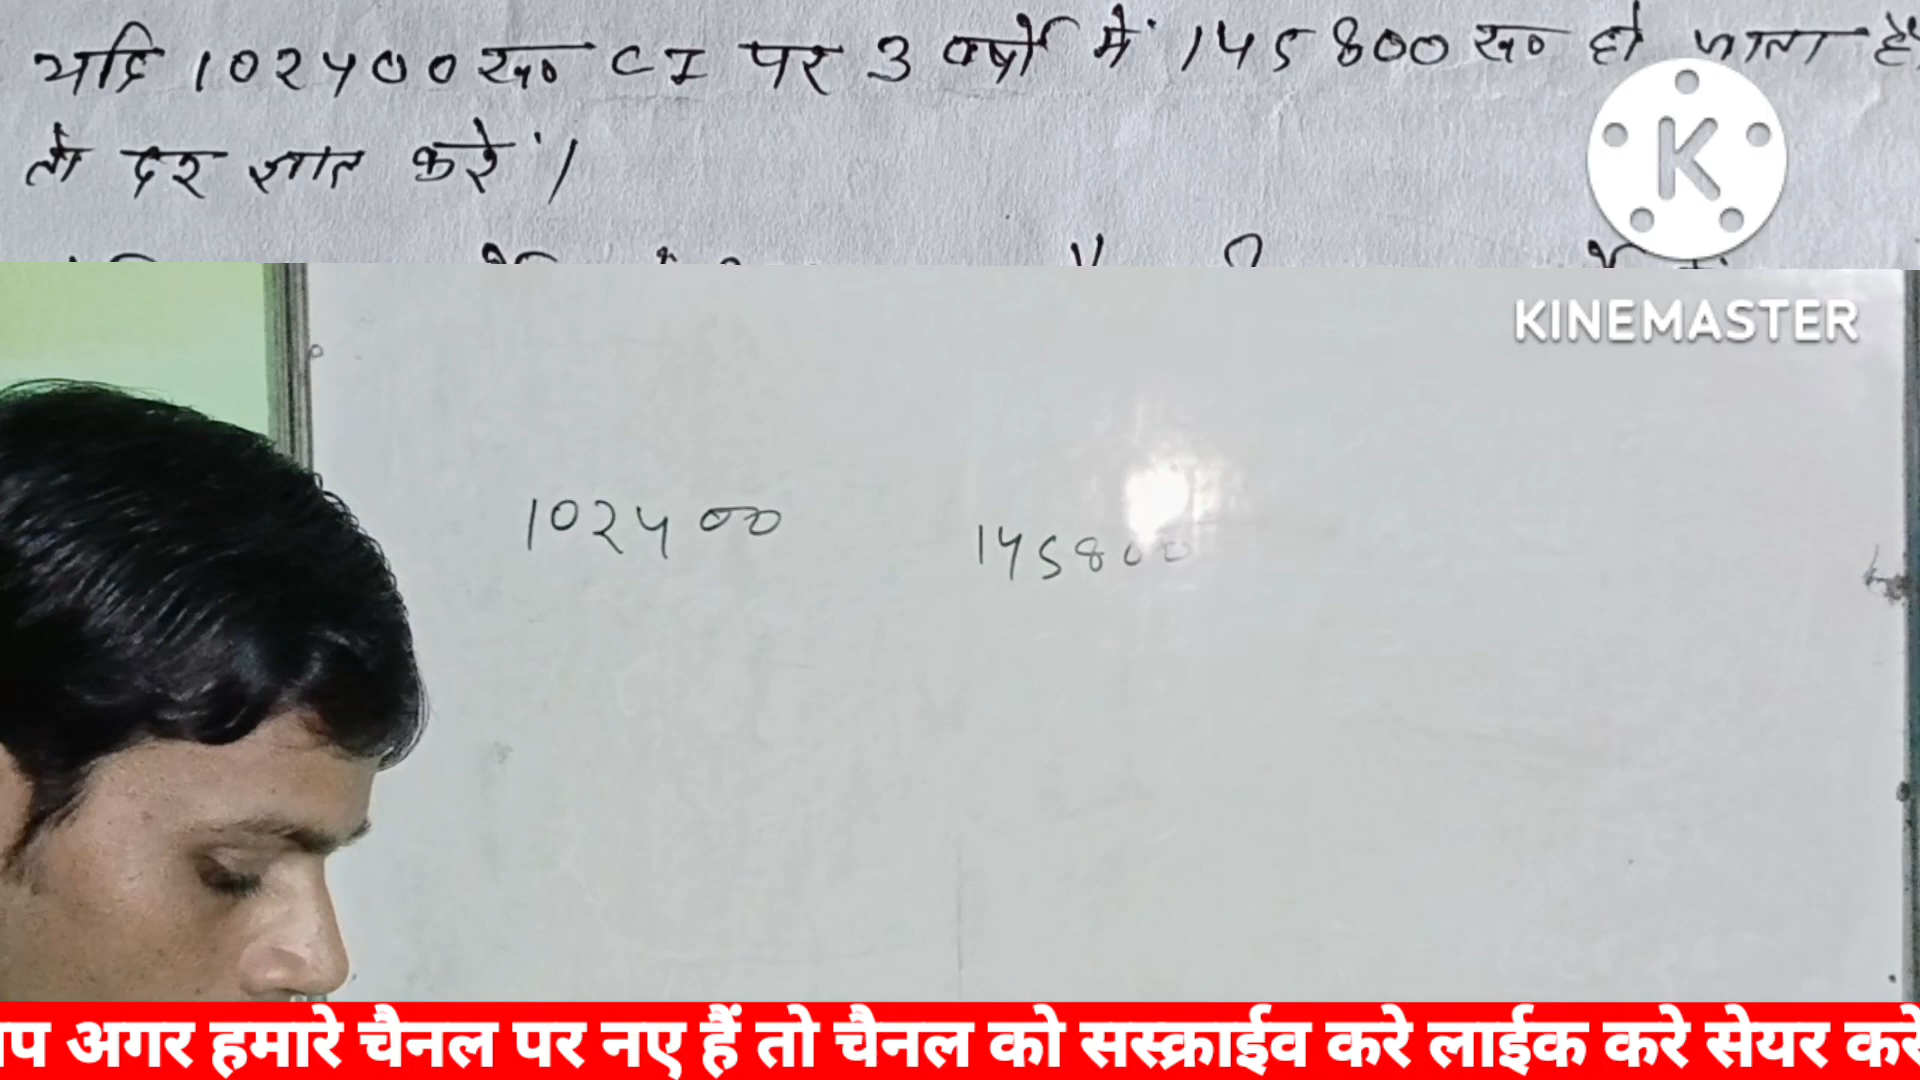 यदि 102400 रू० CI पर 3 वर्षो में 145800 रू० हो जाता है
तो दर ज्ञात करें।
K
KINEMASTER
102400
145800
अगर हमारे चैनल पर नए हैं तो चैनल को सस्क्राईव करे लाईक करे सेयर करे